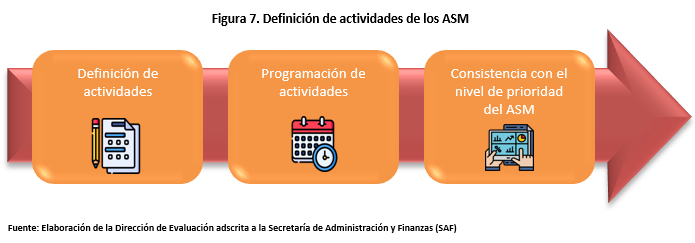 Figura 7. Definición de actividades de los ASM
Definición de
actividades
Programación de
actividades
Consistencia con el
nivel de prioridad
del ASM
Fuente: Elaboración de la Dirección de Evaluación adscrita a la Secretaría de Administración y Finanzas (SAF)